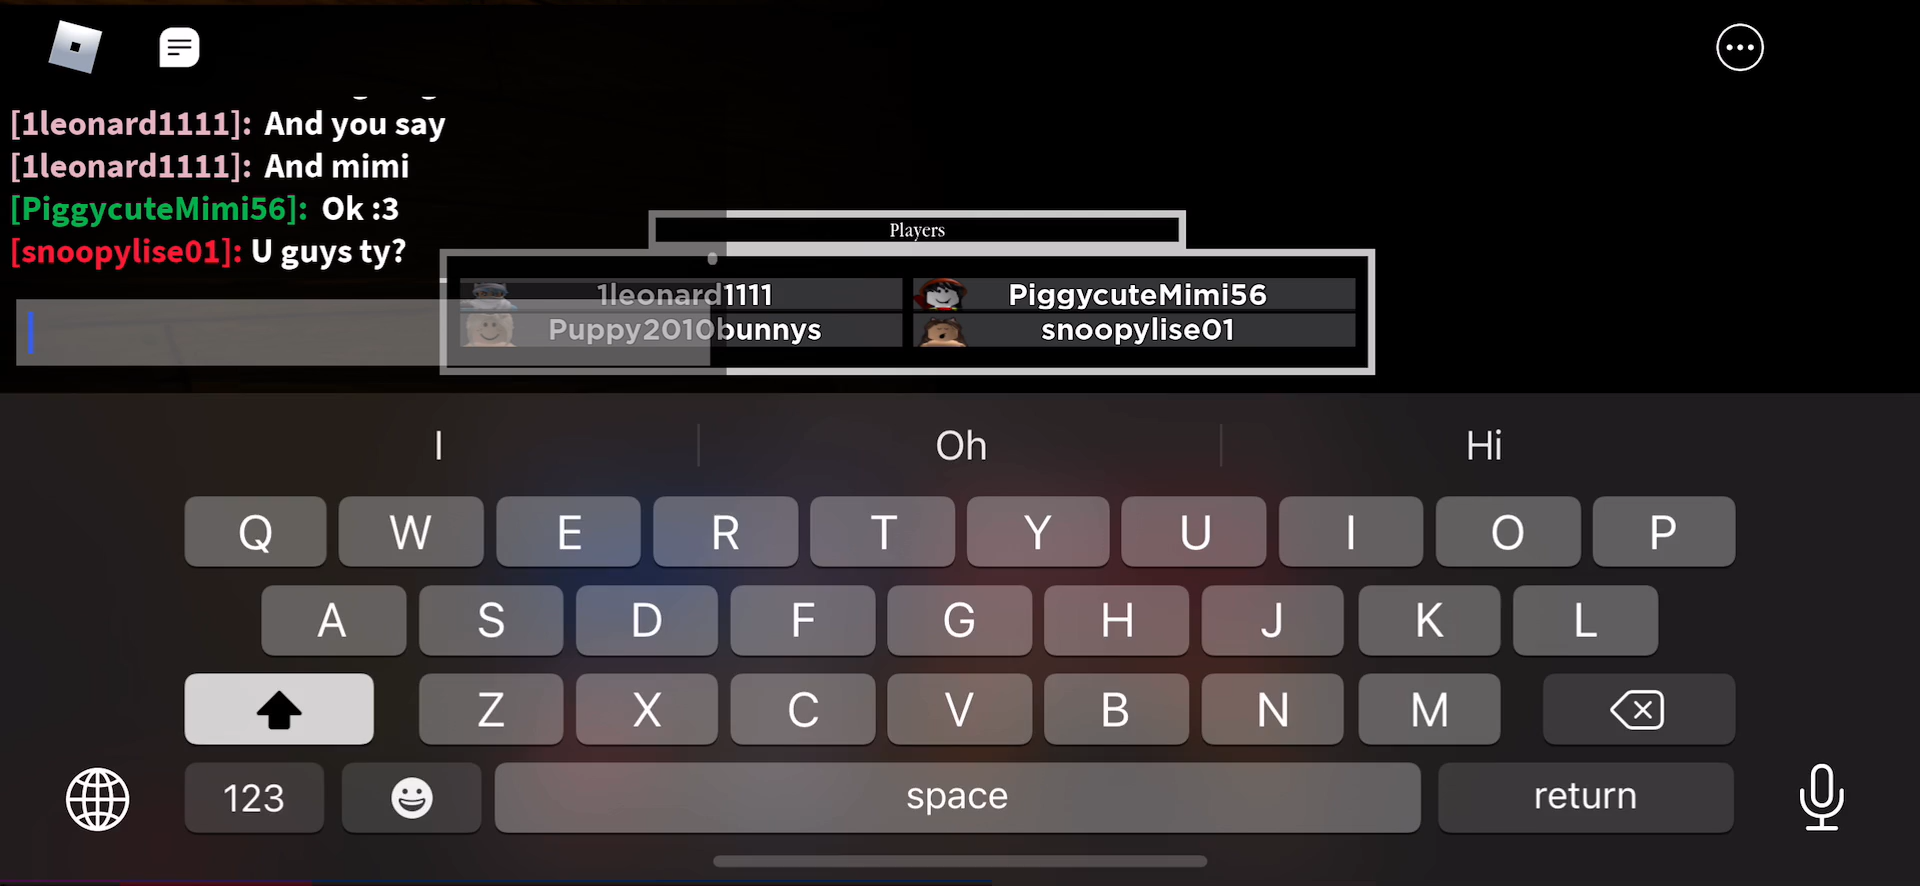 [1leonard1111]: And you say
[1leonard1111]: And mimi
[PiggycuteMimi56]: Ok :3
[snoopylise01]: U guys ty?
Players
1leonard1111 PiggycuteMimi56
Puppy2010bunnys snoopylise01
I Oh Hi
Q W E R T Y U I O P
A S D F G H J K L
Z X C V B N M
123 space return